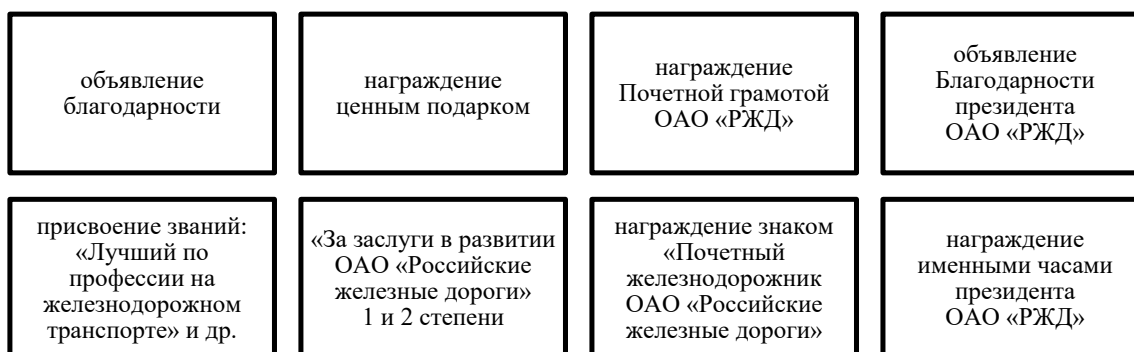 объявление
благодарности
награждение
ценным подарком
награждение
Почетной грамотой
ОАО «РЖД»
объявление
Благодарности
президента
ОАО «РЖД»
присвоение званий:
«Лучший по
профессии на
железнодорожном
транспорте» и др.
«За заслуги в развитии
ОАО «Российские
железные дороги»
1 и 2 степени
награждение знаком
«Почетный
железнодорожник
ОАО «Российские
железные дороги»
награждение
именными часами
президента
ОАО «РЖД»